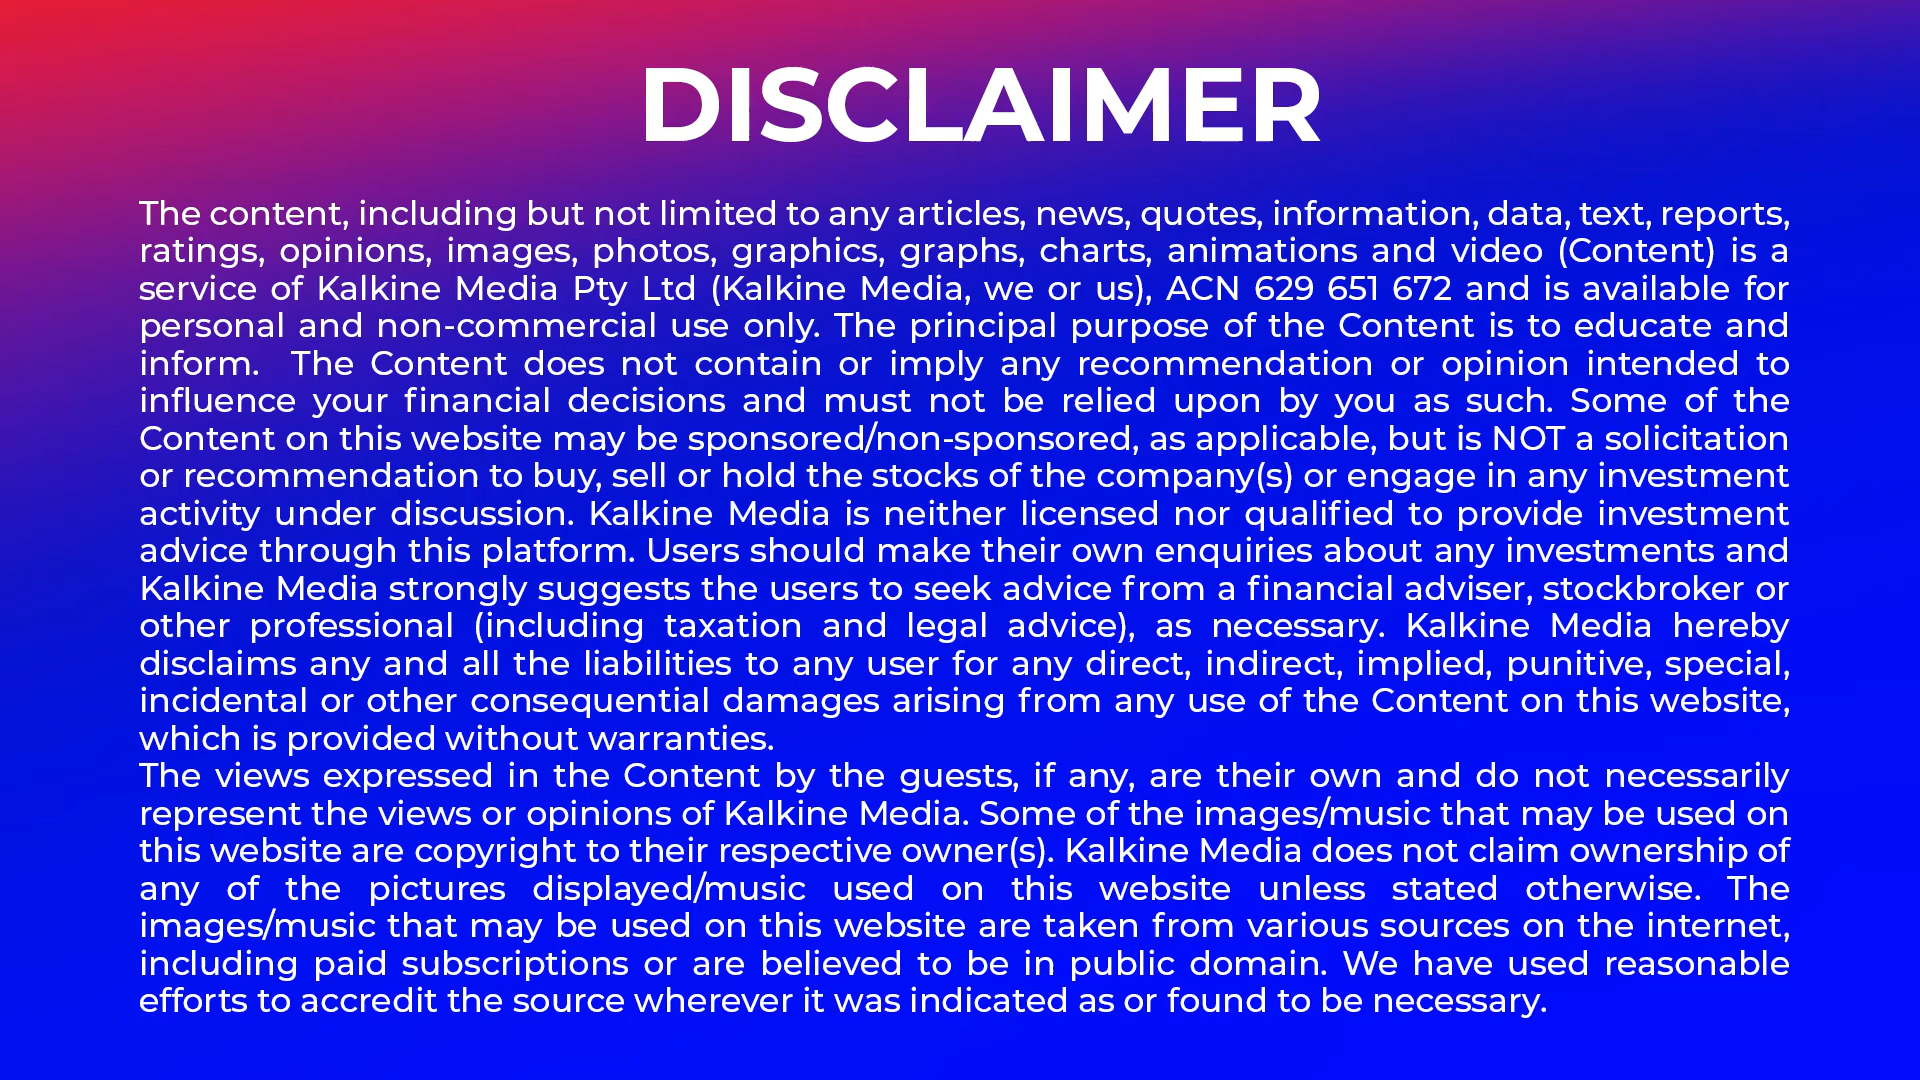 DISCLAIMER
The content, including but not limited to any articles, news, quotes, information, data, text, reports,
ratings, opinions, images, photos, graphics, graphs, charts, animations and video (Content) is a
service of Kalkine Media Pty Ltd (Kalkine Media, we or us), ACN 629 651 672 and is available for
personal and non-commercial use only. The principal purpose of the Content is to educate and
inform.  The Content does not contain or imply any recommendation or opinion intended to
influence your financial decisions and must not be relied upon by you as such. Some of the
Content on this website may be sponsored/non-sponsored, as applicable, but is NOT a solicitation
or recommendation to buy, sell or hold the stocks of the company(s) or engage in any investment
activity under discussion. Kalkine Media is neither licensed nor qualified to provide investment
advice through this platform. Users should make their own enquiries about any investments and
Kalkine Media strongly suggests the users to seek advice from a financial adviser, stockbroker or
other professional (including taxation and legal advice), as necessary. Kalkine Media hereby
disclaims any and all the liabilities to any user for any direct, indirect, implied, punitive, special,
incidental or other consequential damages arising from any use of the Content on this website,
which is provided without warranties.
The views expressed in the Content by the guests, if any, are their own and do not necessarily
represent the views or opinions of Kalkine Media. Some of the images/music that may be used on
this website are copyright to their respective owner(s). Kalkine Media does not claim ownership of
any of the pictures displayed/music used on this website unless stated otherwise. The
images/music that may be used on this website are taken from various sources on the internet,
including paid subscriptions or are believed to be in public domain. We have used reasonable
efforts to accredit the source wherever it was indicated as or found to be necessary.